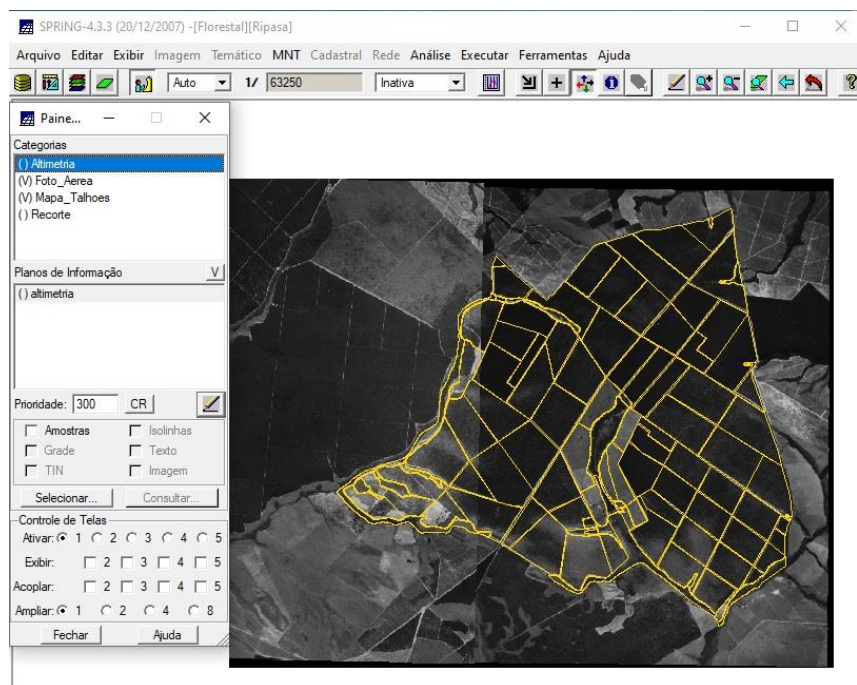 SPRING-4.3.3 (20/12/2007) -[Florestal][Ripasa]
Arquivo Editar Exibir Imagem Temático MNT Cadastral Rede Análise Executar Ferramentas Ajuda
Auto 1/ 63250 Inativa
Paine...
Categorias
( ) Altimetria
(V) Foto_Aerea
(V) Mapa_Talhoes
( ) Recorte
Planos de Informação V
( ) altimetria
Prioridade: 300 CR
Amostras Isolinhas
Grade Texto
TIN Imagem
Selecionar... Consultar...
Controle de Telas
Ativar: 1 2 3 4 5
Exibir: 2 3 4 5
Acoplar: 2 3 4 5
Ampliar: 1 2 4 8
Fechar Ajuda